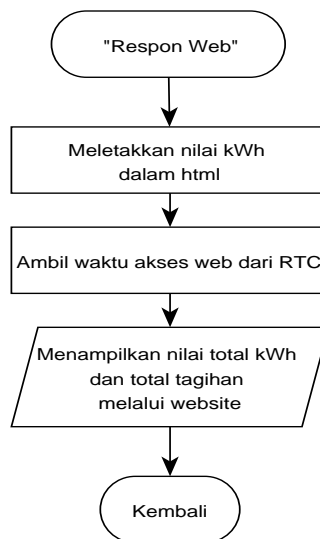 "Respon Web"
Meletakkan nilai kWh
dalam html
Ambil waktu akses web dari RTC
Menampilkan nilai total kWh
dan total tagihan
melalui website
Kembali